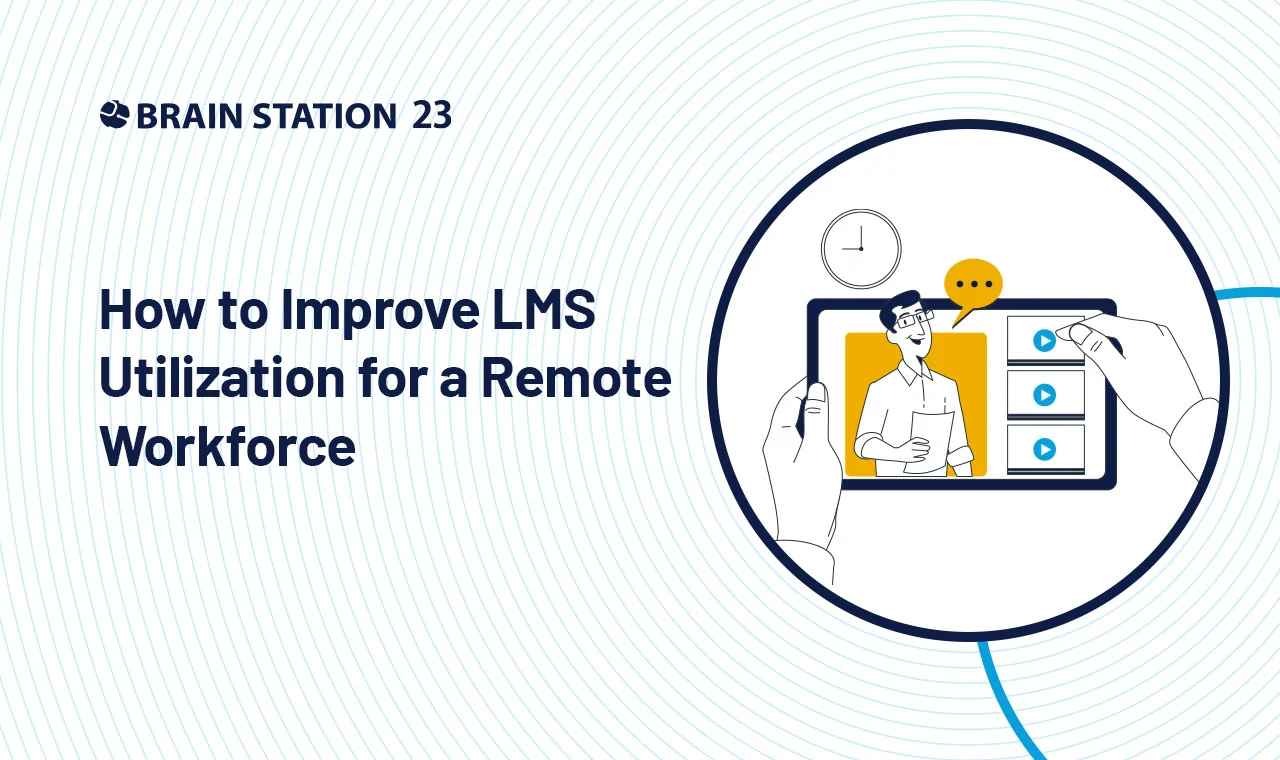 BRAIN STATION 23
How to Improve LMS
Utilization for a Remote
Workforce